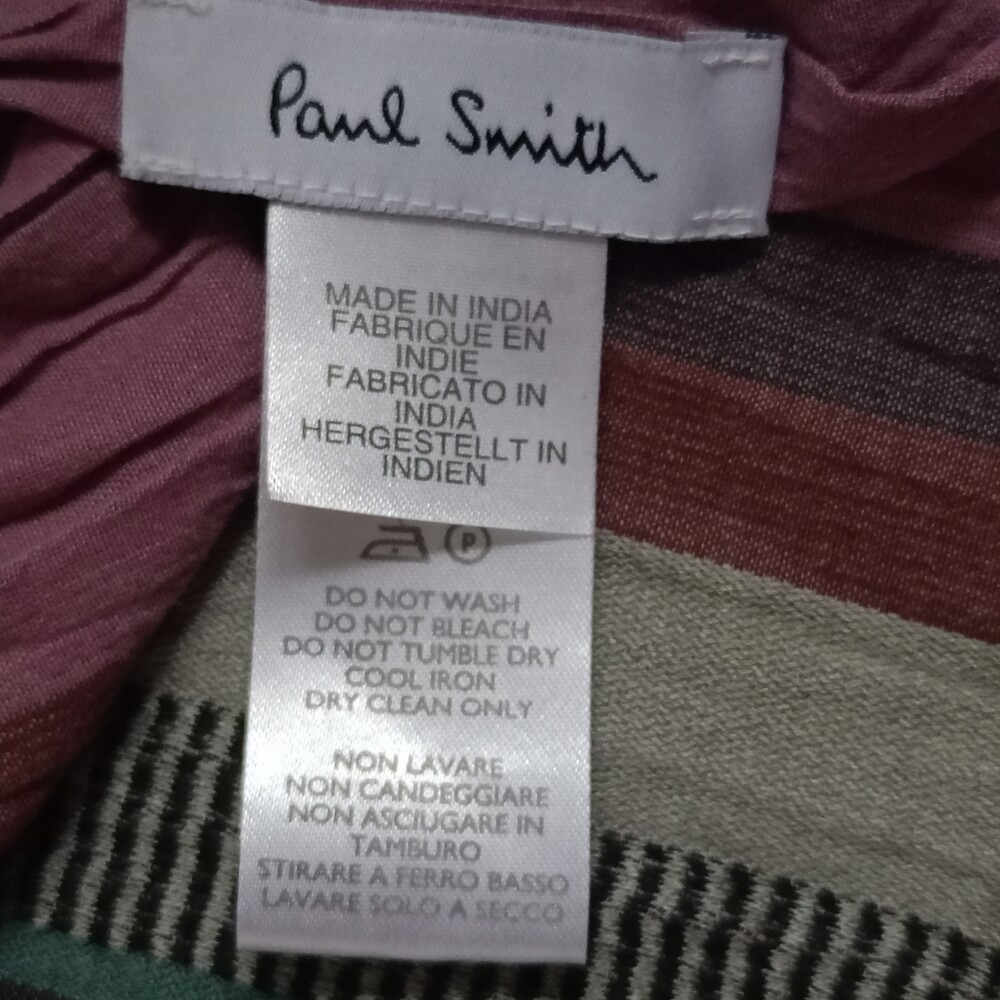 Paul Smith
MADE IN INDIA
FABRIQUE EN
INDIE
FABRICATO IN
INDIA
HERGESTELLT IN
INDIEN
P
DO NOT WASH
DO NOT BLEACH
DO NOT TUMBLE DRY
COOL IRON
DRY CLEAN ONLY
NON LAVARE
NON CANDEGGIARE
NON ASCIUGARE IN
TAMBURO
STIRARE A FERRO BASSO
LAVARE SOLO A SECCO